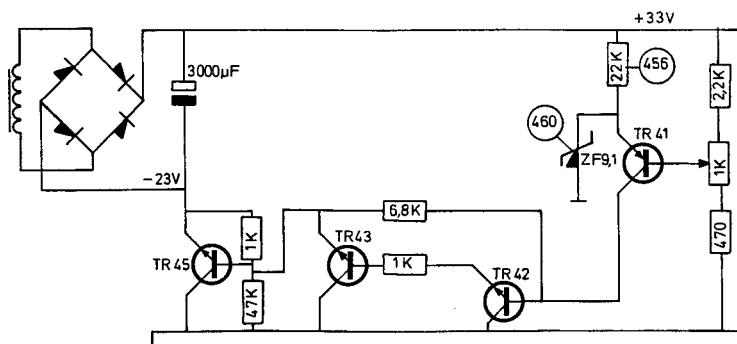 +33V
3000µF
22K
456
2,2K
460
TR 41
ZF9,1
1K
−23V
6,8K
470
1K
TR43
TR 45
1K
TR 42
47K